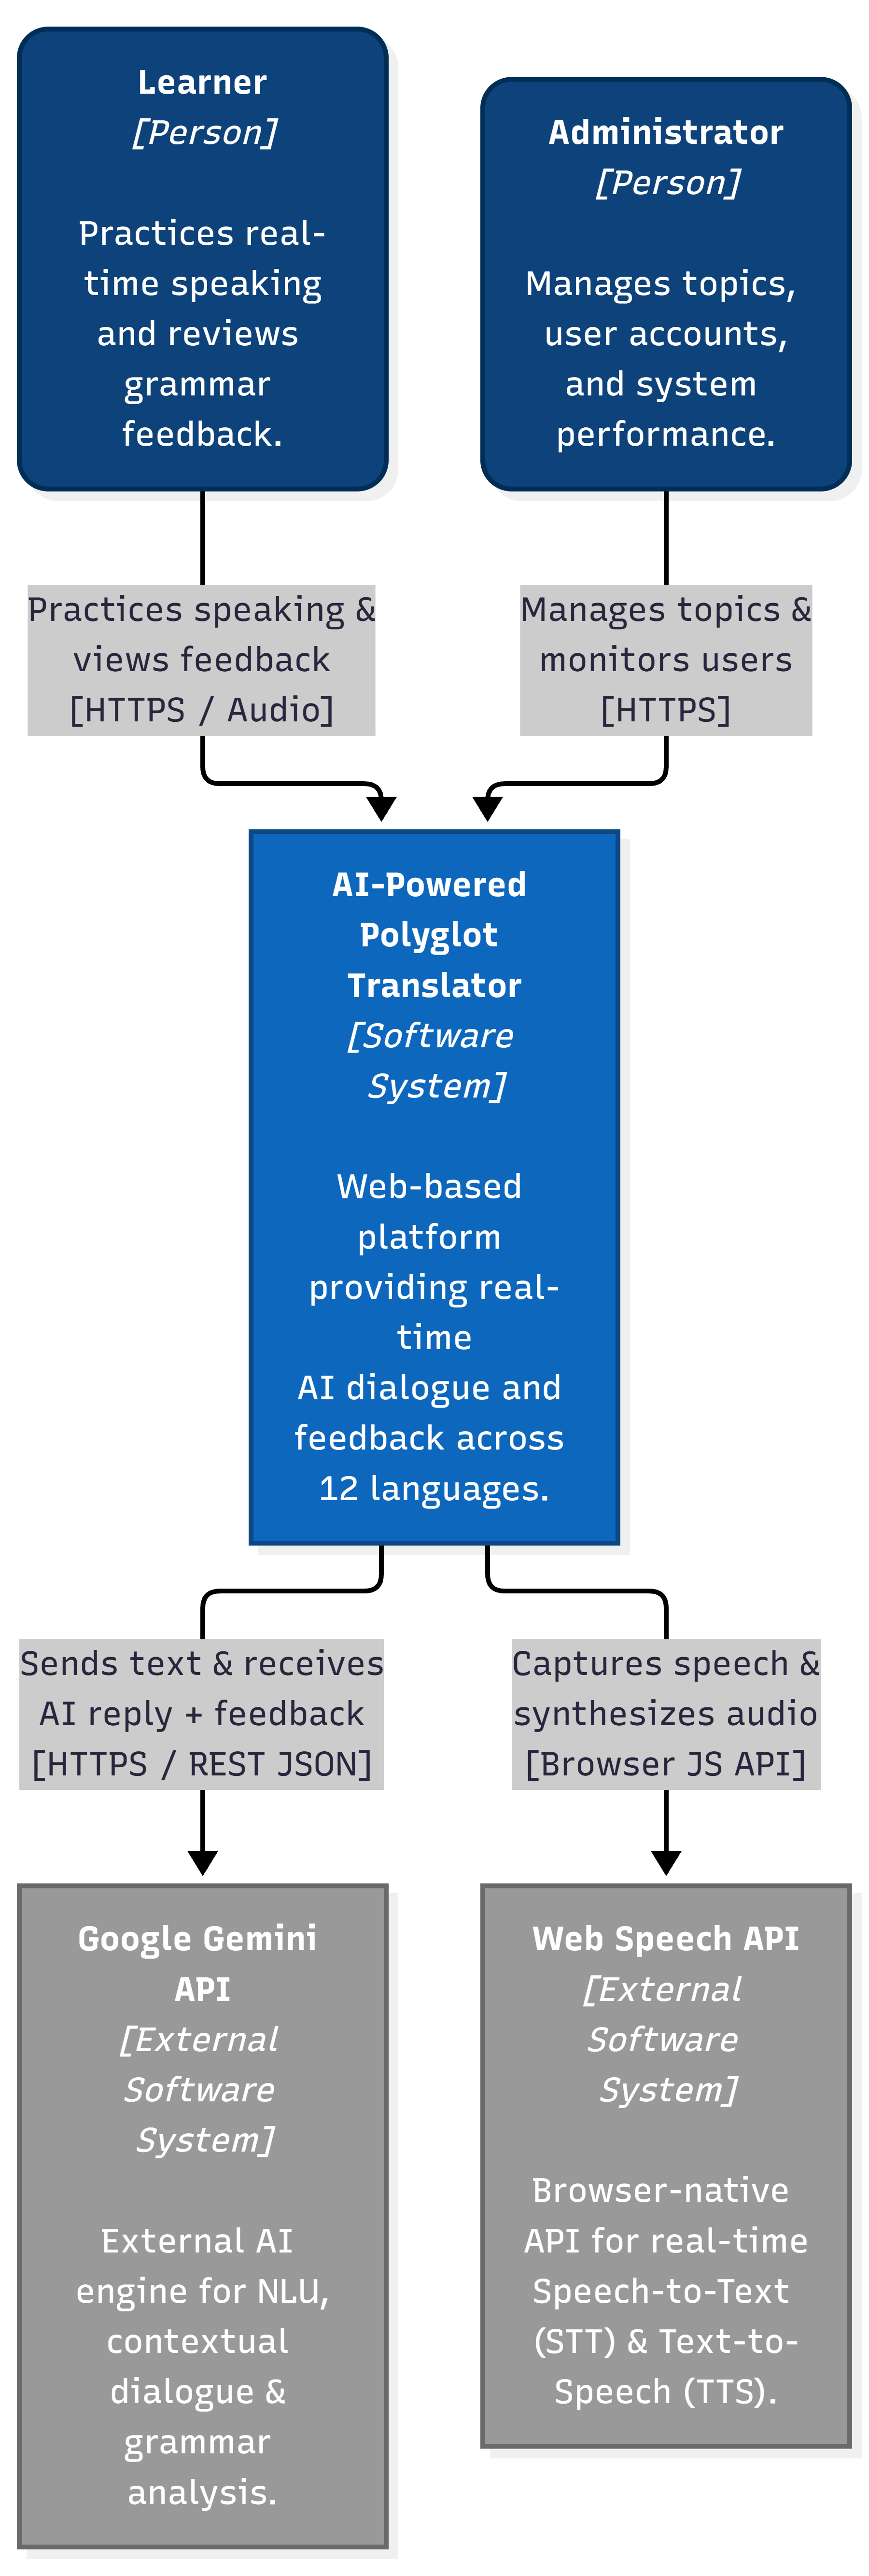 Learner
[Person]
Practices real-
time speaking
and reviews
grammar
feedback.
Administrator
[Person]
Manages topics,
user accounts,
and system
performance.
Practices speaking &
views feedback
[HTTPS / Audio]
Manages topics &
monitors users
[HTTPS]
AI-Powered
Polyglot
Translator
[Software
System]
Web-based
platform
providing real-
time
AI dialogue and
feedback across
12 languages.
Sends text & receives
AI reply + feedback
[HTTPS / REST JSON]
Captures speech &
synthesizes audio
[Browser JS API]
Google Gemini
API
[External
Software
System]
External AI
engine for NLU,
contextual
dialogue &
grammar
analysis.
Web Speech API
[External
Software
System]
Browser-native
API for real-time
Speech-to-Text
(STT) & Text-to-
Speech (TTS).